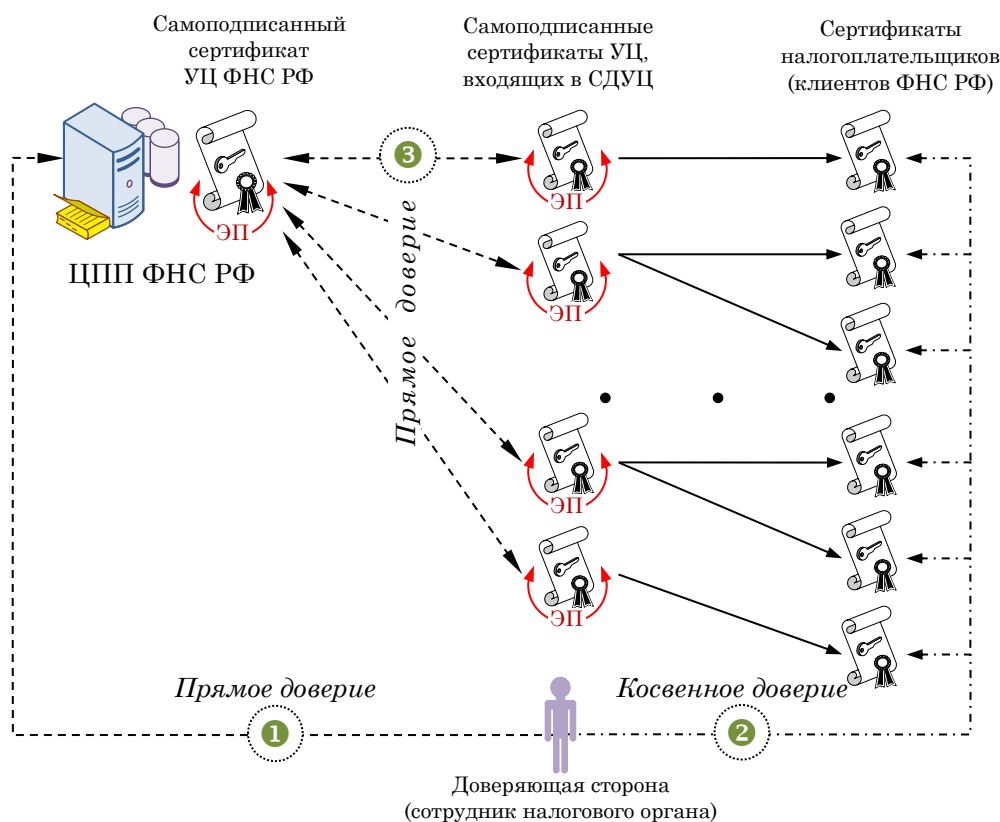 Самоподписанный
сертификат
УЦ ФНС РФ
Самоподписанные
сертификаты УЦ,
входящих в СДУЦ
Сертификаты
налогоплательщиков
(клиентов ФНС РФ)
3
ЭП
ЭП
ЦПП ФНС РФ
Прямое доверие
ЭП
ЭП
ЭП
Прямое доверие
Косвенное доверие
1
2
Доверяющая сторона
(сотрудник налогового органа)